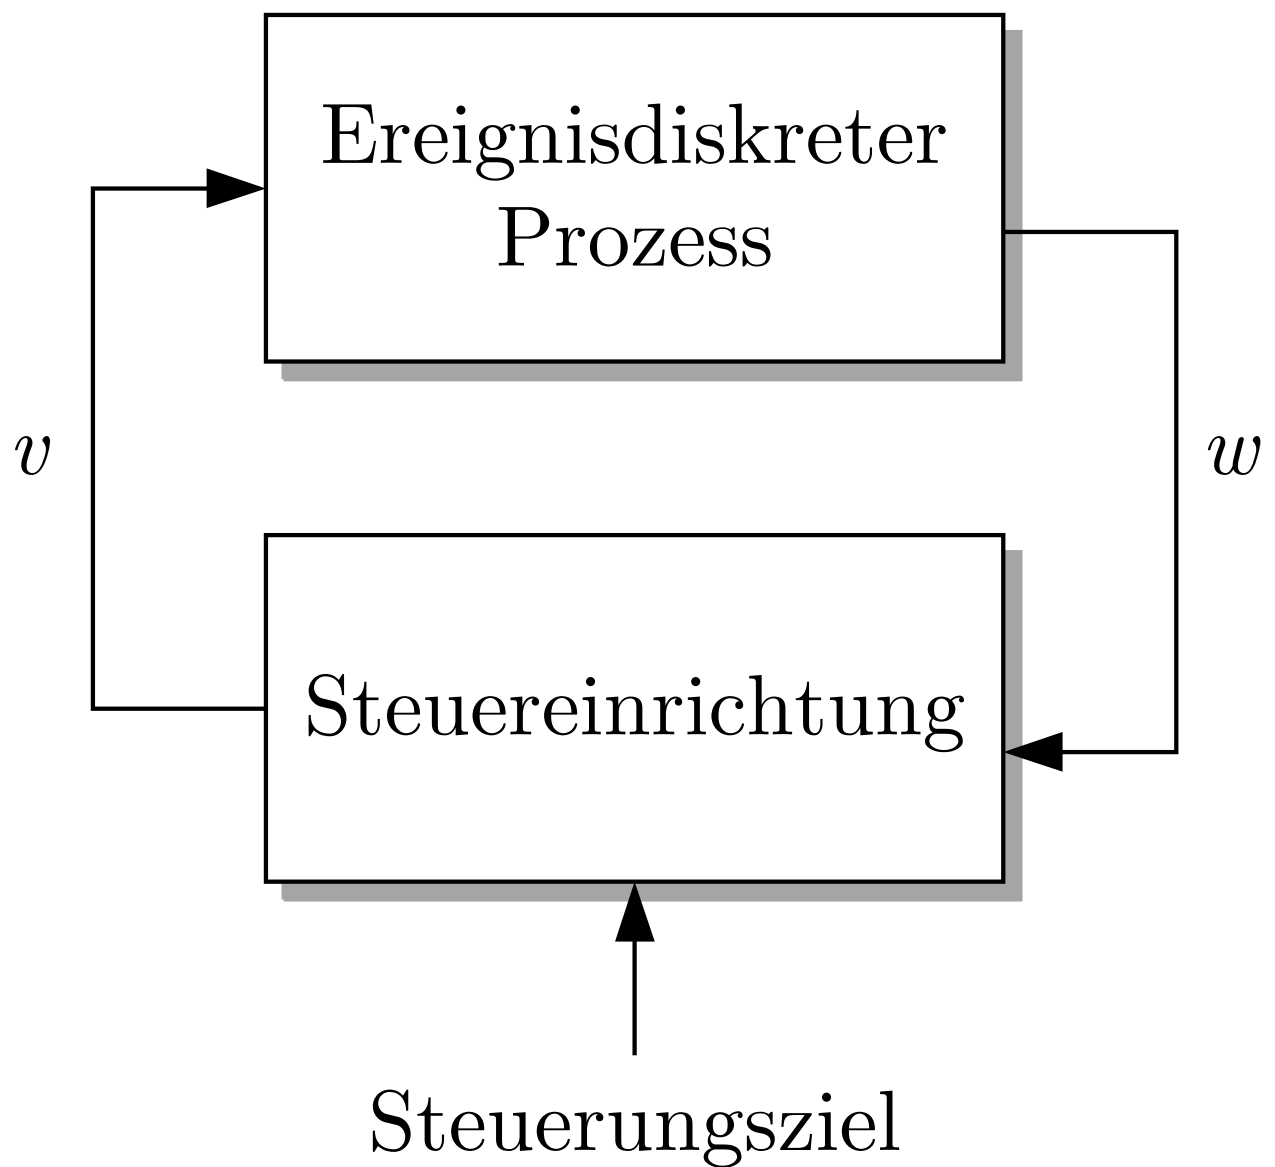 Ereignisdiskreter
Prozess
v
w
Steuereinrichtung
Steuerungsziel